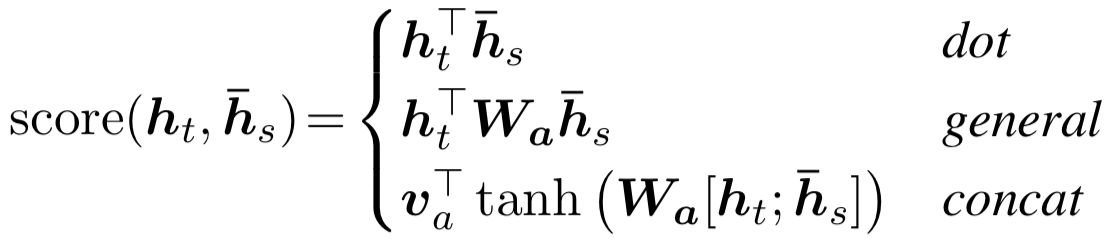 h_t^⊤ h̄_s dot
score(h_t, h̄_s) = { h_t^⊤ W_a h̄_s general
v_a^⊤ tanh (W_a[h_t; h̄_s]) concat